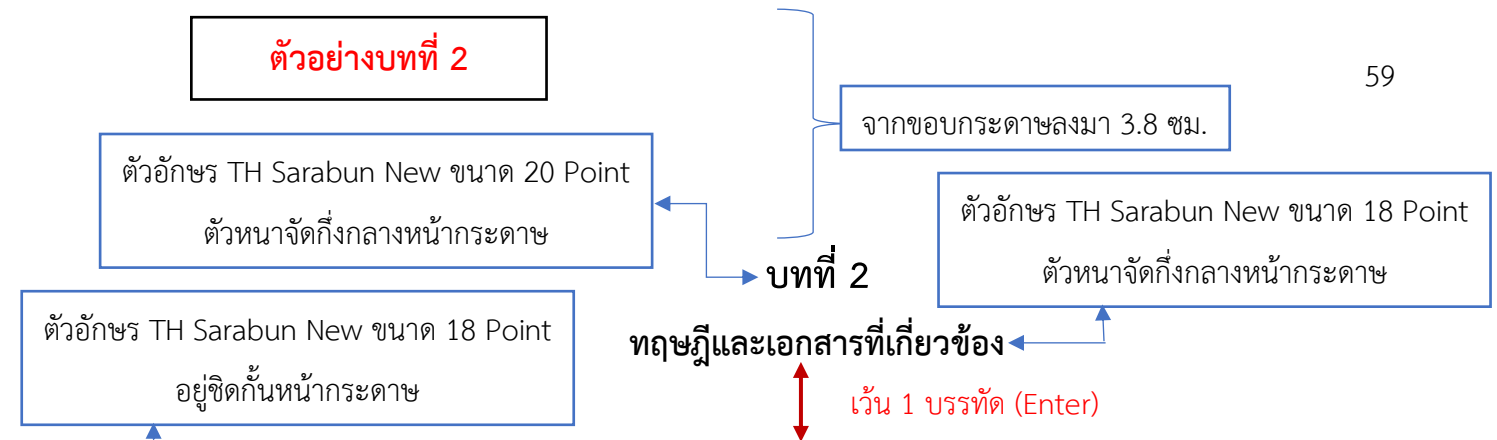 ตัวอย่างบทที่ 2
59
จากขอบกระดาษลงมา 3.8 ซม.
ตัวอักษร TH Sarabun New ขนาด 20 Point
ตัวหนาจัดกึ่งกลางหน้ากระดาษ
ตัวอักษร TH Sarabun New ขนาด 18 Point
ตัวหนาจัดกึ่งกลางหน้ากระดาษ
บทที่ 2
ตัวอักษร TH Sarabun New ขนาด 18 Point
อยู่ชิดกั้นหน้ากระดาษ
ทฤษฎีและเอกสารที่เกี่ยวข้อง
เว้น 1 บรรทัด (Enter)